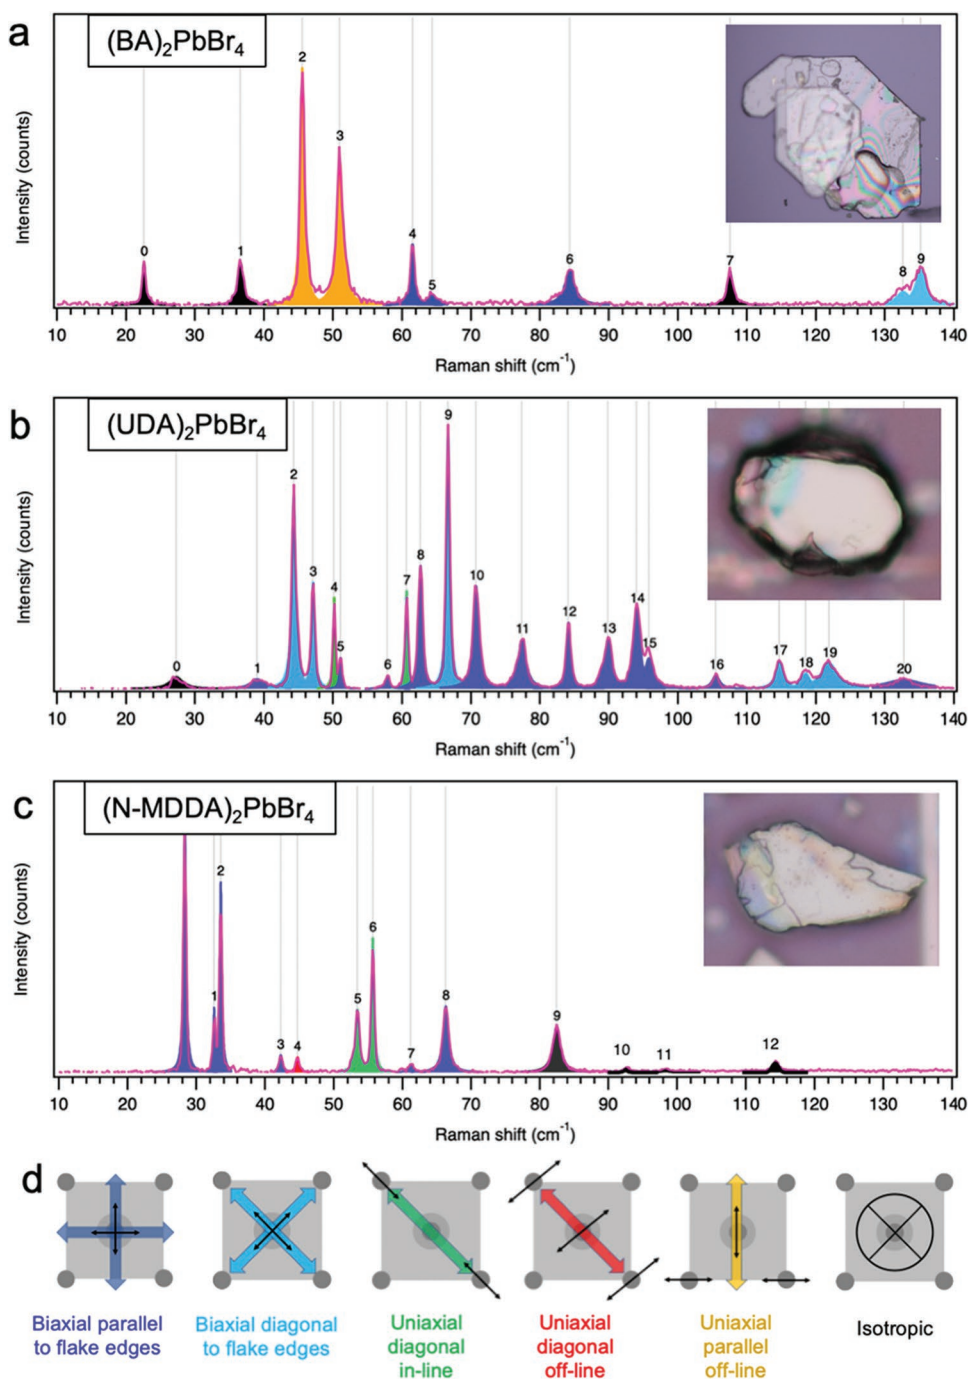 a
(BA)₂PbBr₄
Intensity (counts)
0 1 2 3 4 5 6 7 8 9
10 20 30 40 50 60 70 80 90 100 110 120 130 140
Raman shift (cm⁻¹)
b
(UDA)₂PbBr₄
Intensity (counts)
0 1 2 3 4 5 6 7 8 9 10 11 12 13 14 15 16 17 18 19 20
10 20 30 40 50 60 70 80 90 100 110 120 130 140
Raman shift (cm⁻¹)
c
(N-MDDA)₂PbBr₄
Intensity (counts)
1 2 3 4 5 6 7 8 9 10 11 12
10 20 30 40 50 60 70 80 90 100 110 120 130 140
Raman shift (cm⁻¹)
d
Biaxial parallel
to flake edges
Biaxial diagonal
to flake edges
Uniaxial
diagonal
in-line
Uniaxial
diagonal
off-line
Uniaxial
parallel
off-line
Isotropic